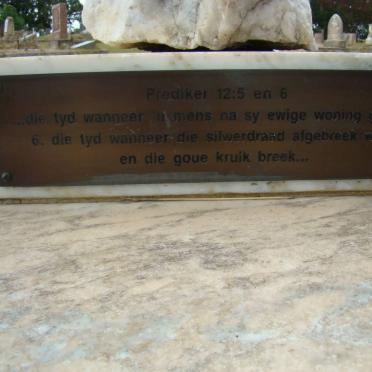 Prediker 12:5 en 6
...die tyd wanneer 'n mens na sy ewige woning
6. die tyd wanneer die silwerdraad afgebreek
en die goue kruik breek...